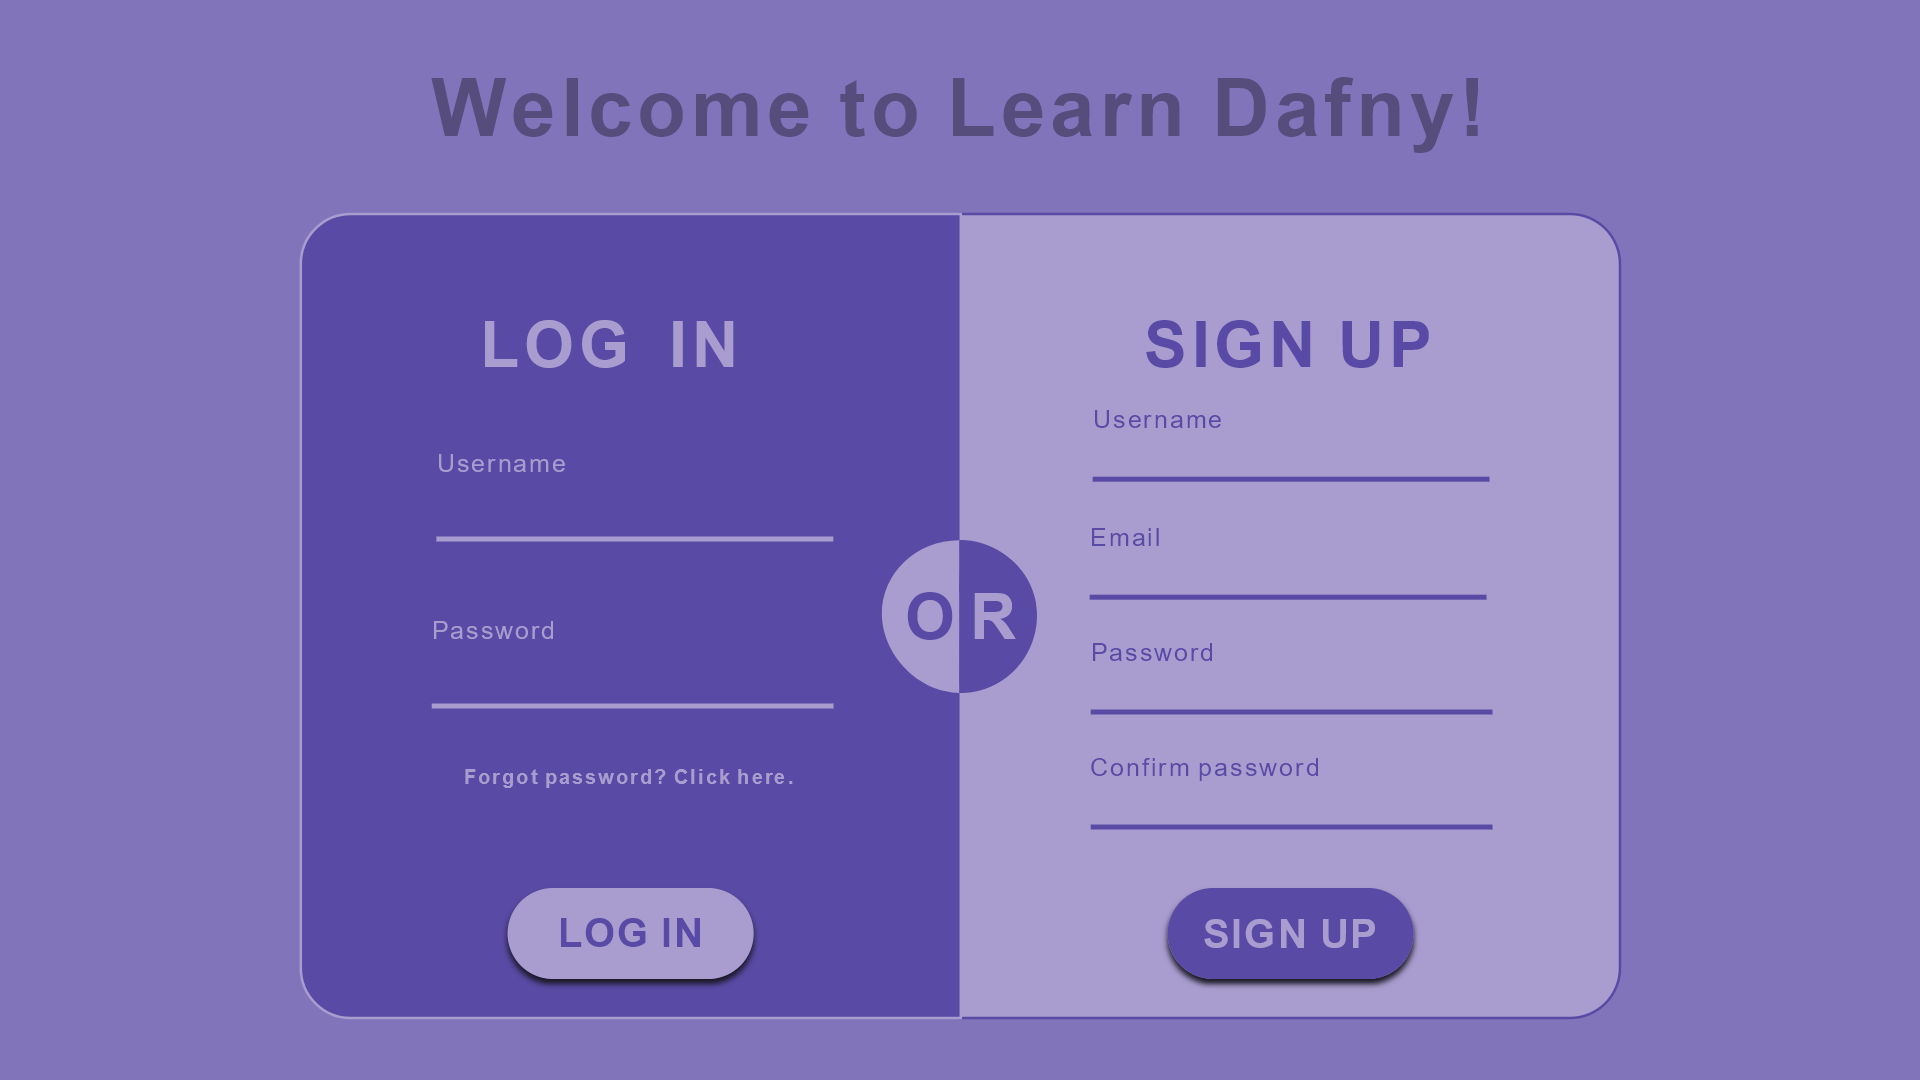 Welcome to Learn Dafny!
LOG IN
Username
Password
Forgot password? Click here.
LOG IN
OR
SIGN UP
Username
Email
Password
Confirm password
SIGN UP